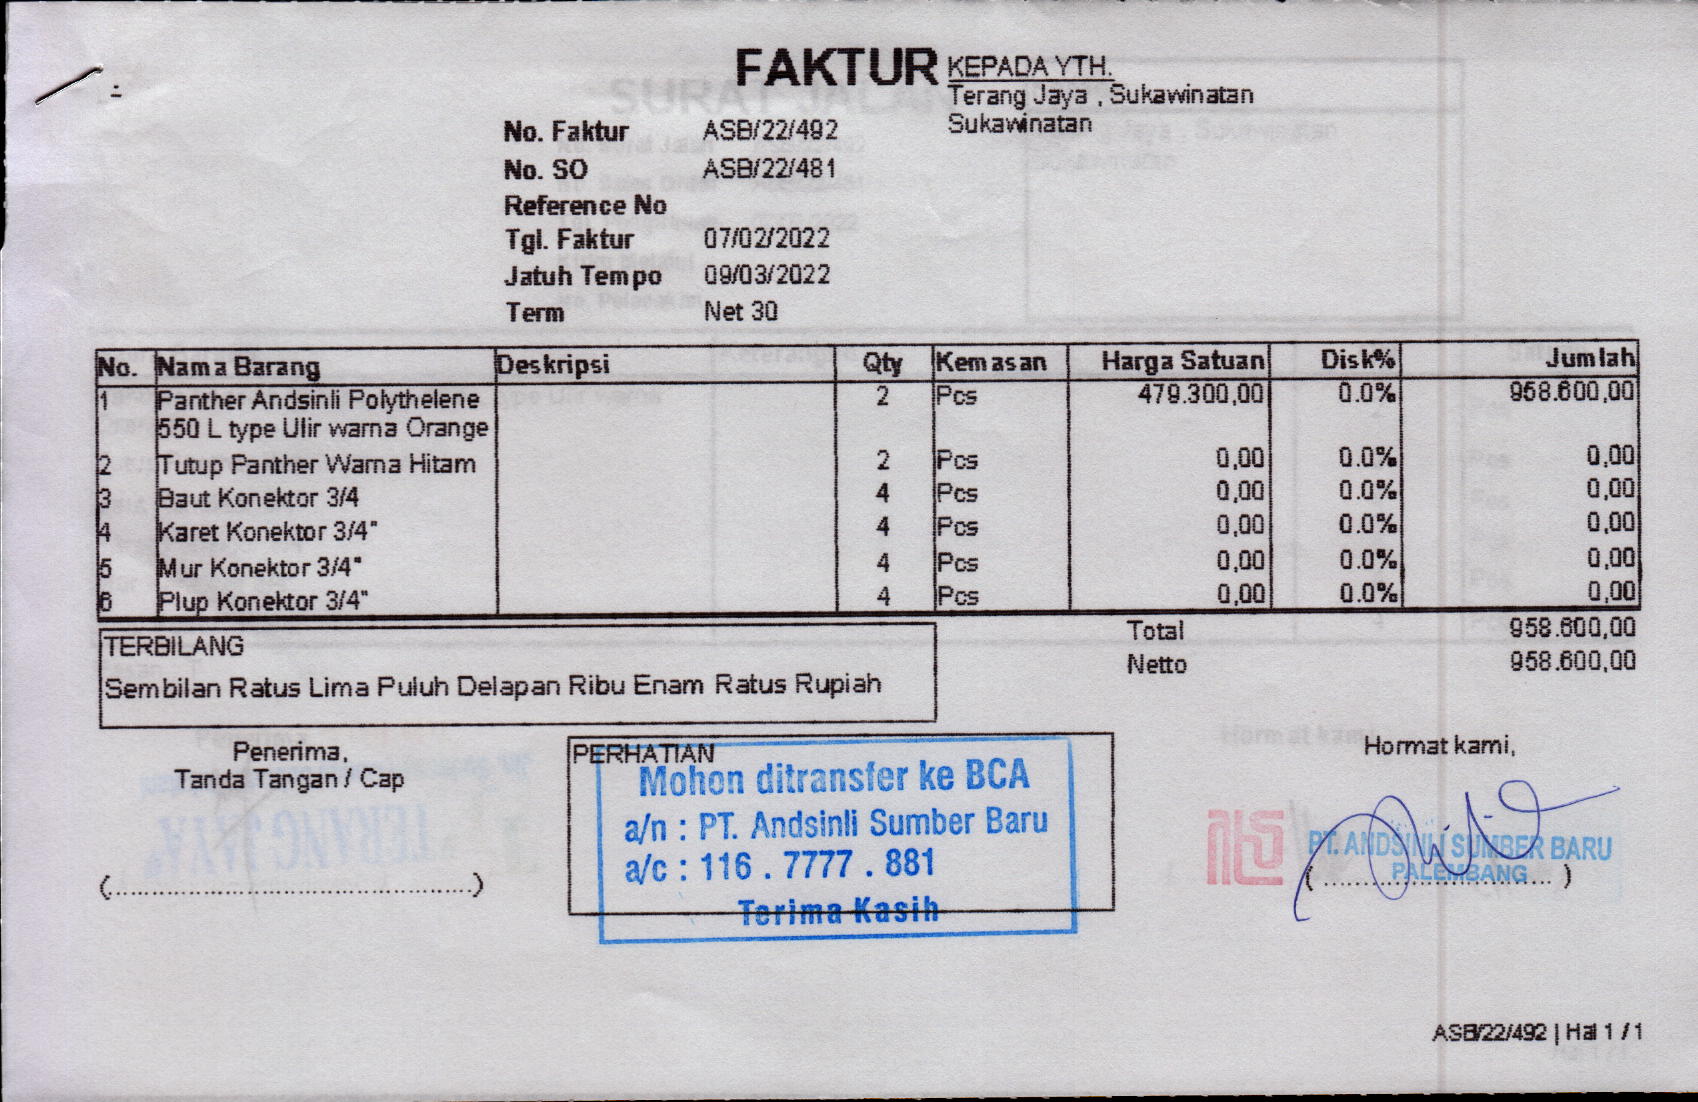 FAKTUR
KEPADA YTH.
Terang Jaya , Sukawinatan
Sukawinatan
No. Faktur ASB/22/492
No. SO ASB/22/481
Reference No
Tgl. Faktur 07/02/2022
Jatuh Tempo 09/03/2022
Term Net 30
No. Nama Barang Deskripsi Qty Kemasan Harga Satuan Disk% Jumlah
1 Panther Andsinli Polythelene 2 Pcs 479.300,00 0.0% 958.600,00
550 L type Ulir warna Orange
2 Tutup Panther Warna Hitam 2 Pcs 0,00 0.0% 0,00
3 Baut Konektor 3/4 4 Pcs 0,00 0.0% 0,00
4 Karet Konektor 3/4" 4 Pcs 0,00 0.0% 0,00
5 Mur Konektor 3/4" 4 Pcs 0,00 0.0% 0,00
6 Plup Konektor 3/4" 4 Pcs 0,00 0.0% 0,00
TERBILANG
Sembilan Ratus Lima Puluh Delapan Ribu Enam Ratus Rupiah
Total 958.600,00
Netto 958.600,00
Penerima,
Tanda Tangan / Cap
(................................................)
PERHATIAN
Mohon ditransfer ke BCA
a/n : PT. Andsinli Sumber Baru
a/c : 116 . 7777 . 881
Terima Kasih
Hormat kami,
PT. ANDSINLI SUMBER BARU
PALEMBANG
(..............................)
ASB/22/492 | Hal 1 / 1